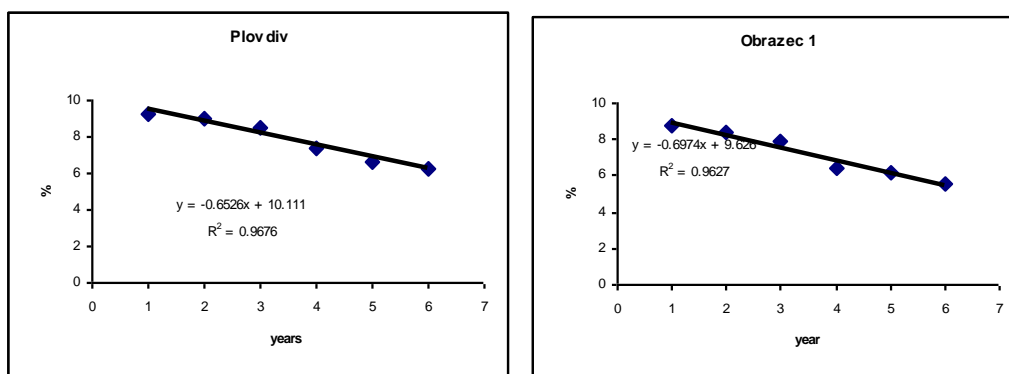 Plovdiv
10
8
6
4
2
0
%
y = -0.6526x + 10.111
R² = 0.9676
0 1 2 3 4 5 6 7
years
Obrazec 1
10
8
6
4
2
0
%
y = -0.6974x + 9.626
R² = 0.9627
0 1 2 3 4 5 6 7
year